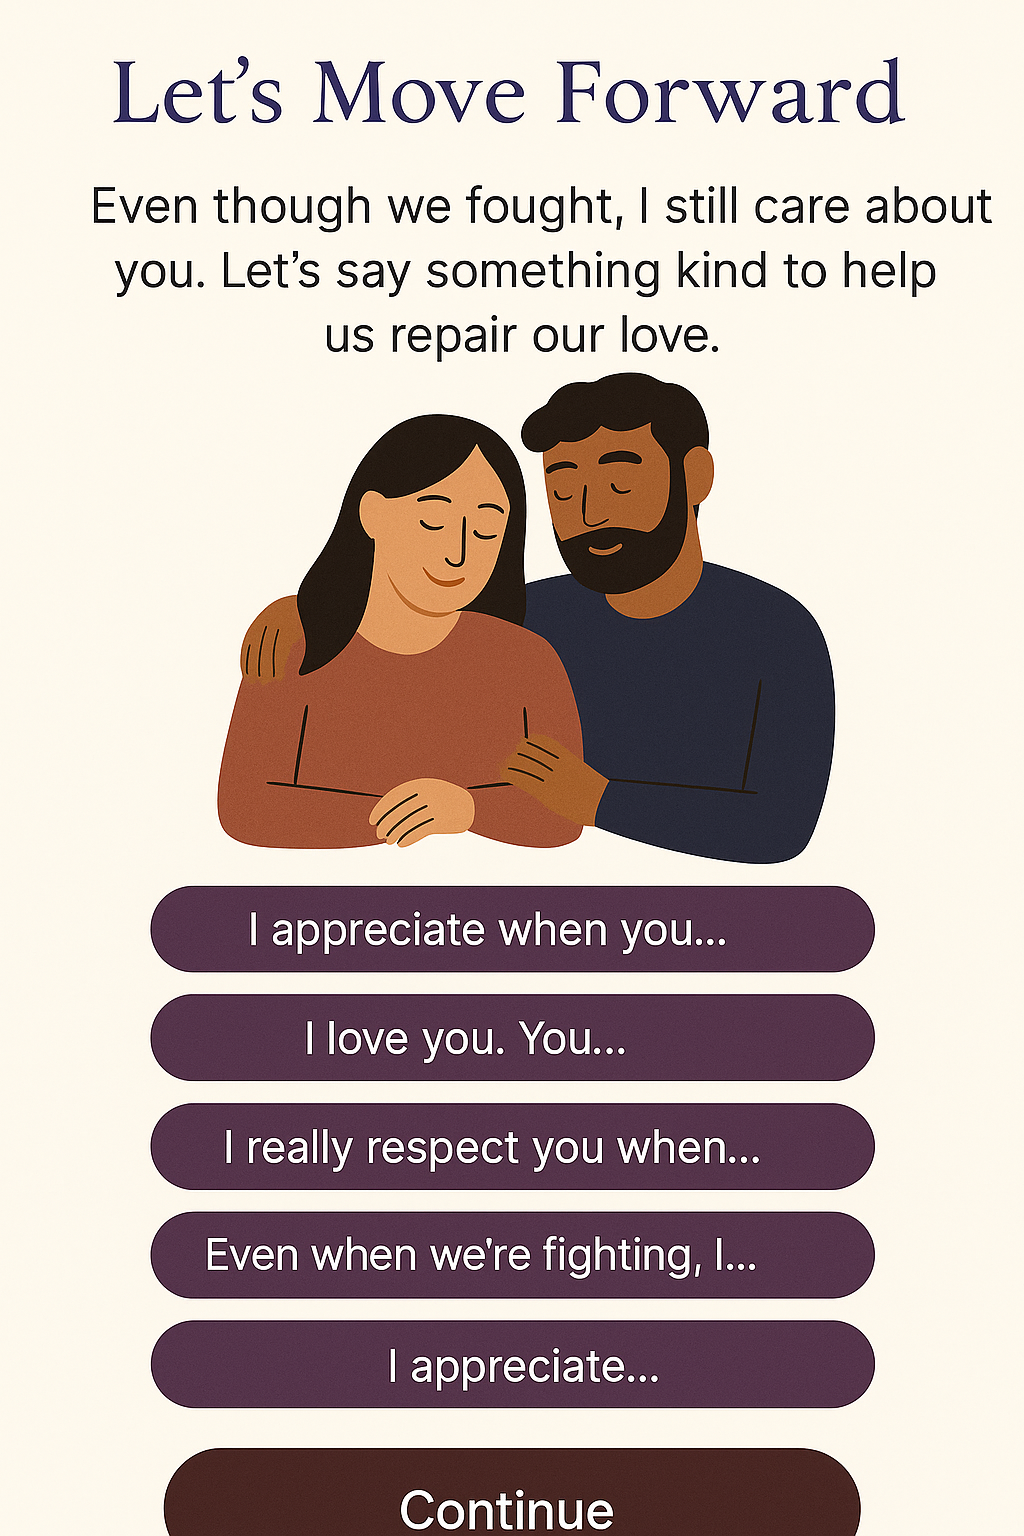 Let’s Move Forward
Even though we fought, I still care about
you. Let’s say something kind to help
us repair our love.
I appreciate when you...
I love you. You...
I really respect you when...
Even when we're fighting, I...
I appreciate...
Continue